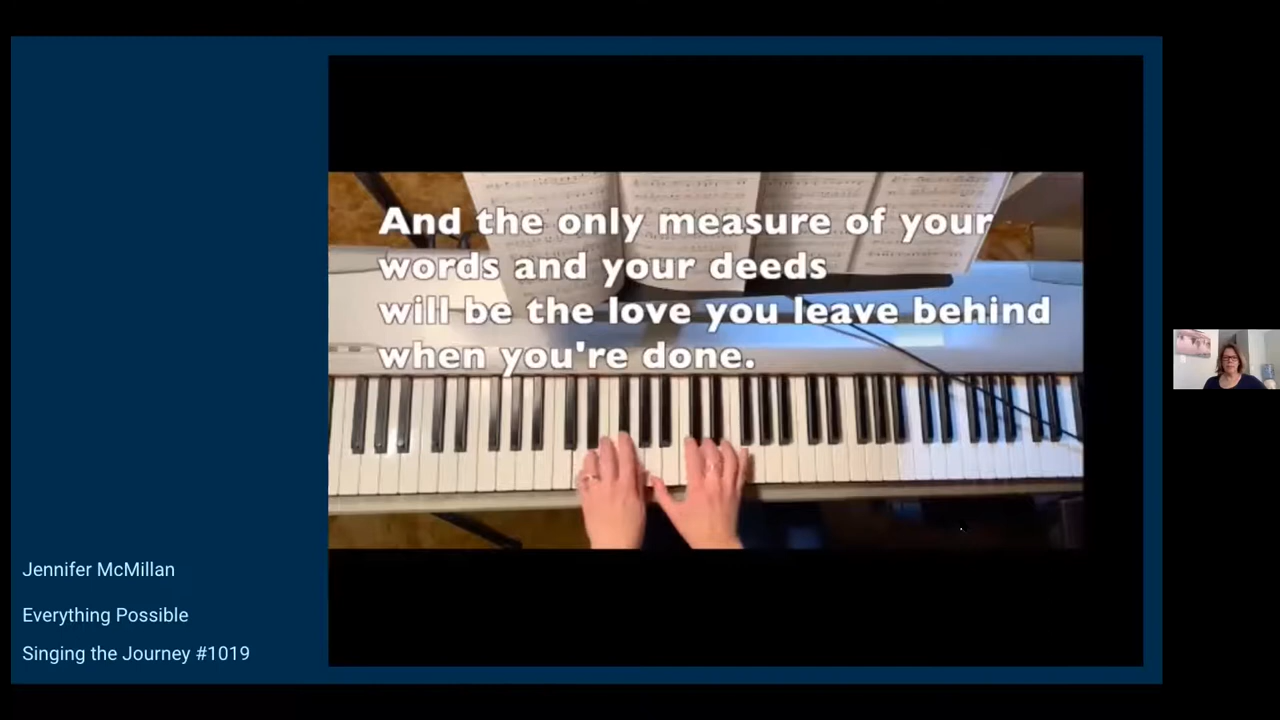 And the only measure of your
words and your deeds
will be the love you leave behind
when you're done.
Jennifer McMillan
Everything Possible
Singing the Journey #1019